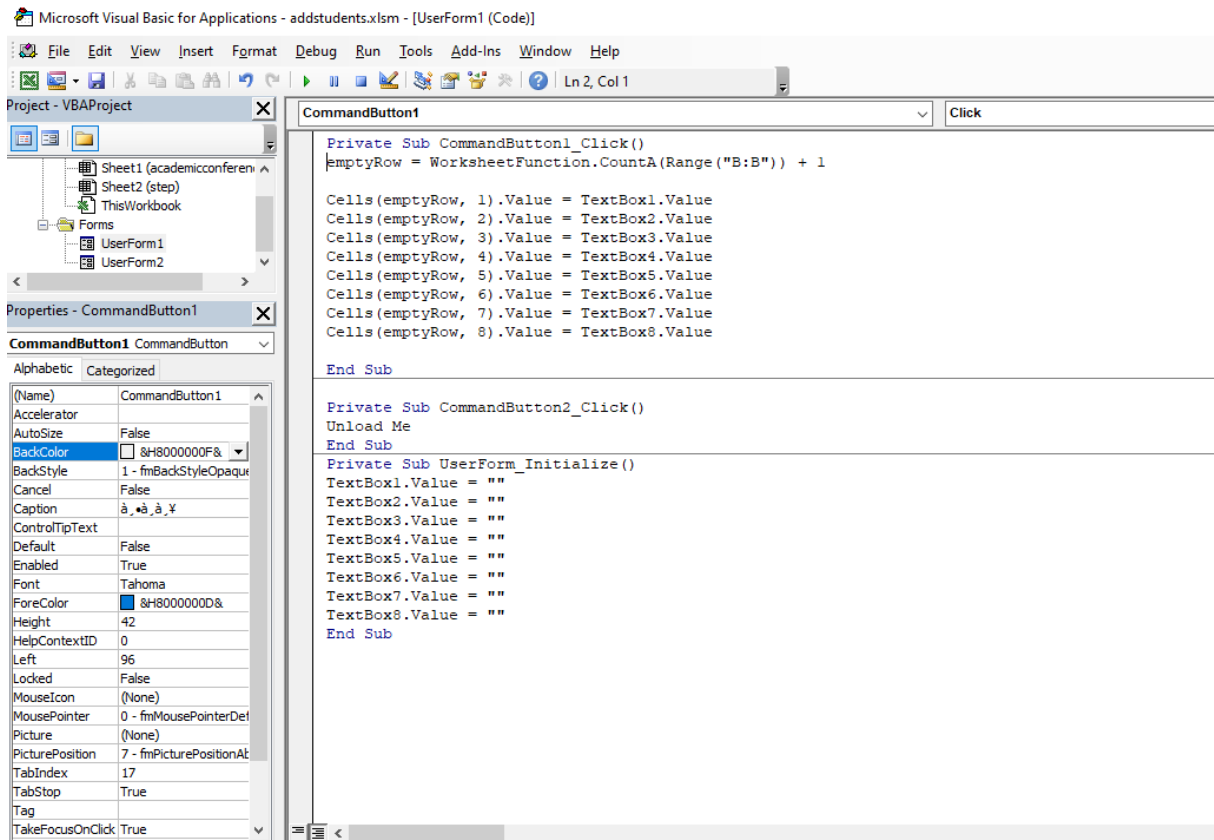 Microsoft Visual Basic for Applications - addstudents.xlsm - [UserForm1 (Code)]
File Edit View Insert Format Debug Run Tools Add-Ins Window Help
Ln 2, Col 1
Project - VBAProject
Sheet1 (academicconferen
Sheet2 (step)
ThisWorkbook
Forms
UserForm1
UserForm2
Properties - CommandButton1
CommandButton1 CommandButton
Alphabetic Categorized
(Name) CommandButton1
Accelerator
AutoSize False
BackColor &H8000000F&
BackStyle 1 - fmBackStyleOpaque
Cancel False
Caption à¸•à¸­à¸¥
ControlTipText
Default False
Enabled True
Font Tahoma
ForeColor &H8000000D&
Height 42
HelpContextID 0
Left 96
Locked False
MouseIcon (None)
MousePointer 0 - fmMousePointerDef
Picture (None)
PicturePosition 7 - fmPicturePositionAb
TabIndex 17
TabStop True
Tag
TakeFocusOnClick True
CommandButton1 Click
Private Sub CommandButton1_Click()
emptyRow = WorksheetFunction.CountA(Range("B:B")) + 1
Cells(emptyRow, 1).Value = TextBox1.Value
Cells(emptyRow, 2).Value = TextBox2.Value
Cells(emptyRow, 3).Value = TextBox3.Value
Cells(emptyRow, 4).Value = TextBox4.Value
Cells(emptyRow, 5).Value = TextBox5.Value
Cells(emptyRow, 6).Value = TextBox6.Value
Cells(emptyRow, 7).Value = TextBox7.Value
Cells(emptyRow, 8).Value = TextBox8.Value
End Sub
Private Sub CommandButton2_Click()
Unload Me
End Sub
Private Sub UserForm_Initialize()
TextBox1.Value = ""
TextBox2.Value = ""
TextBox3.Value = ""
TextBox4.Value = ""
TextBox5.Value = ""
TextBox6.Value = ""
TextBox7.Value = ""
TextBox8.Value = ""
End Sub